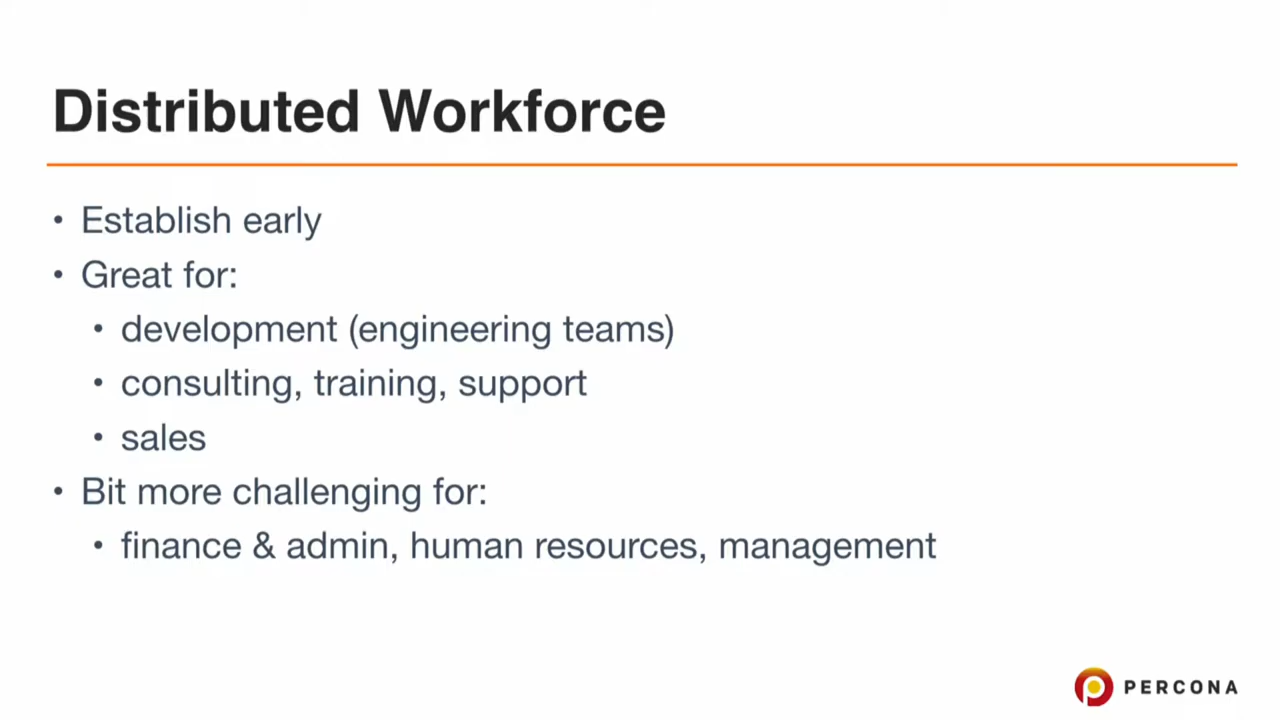 Distributed Workforce
• Establish early
• Great for:
• development (engineering teams)
• consulting, training, support
• sales
• Bit more challenging for:
• finance & admin, human resources, management
PERCONA